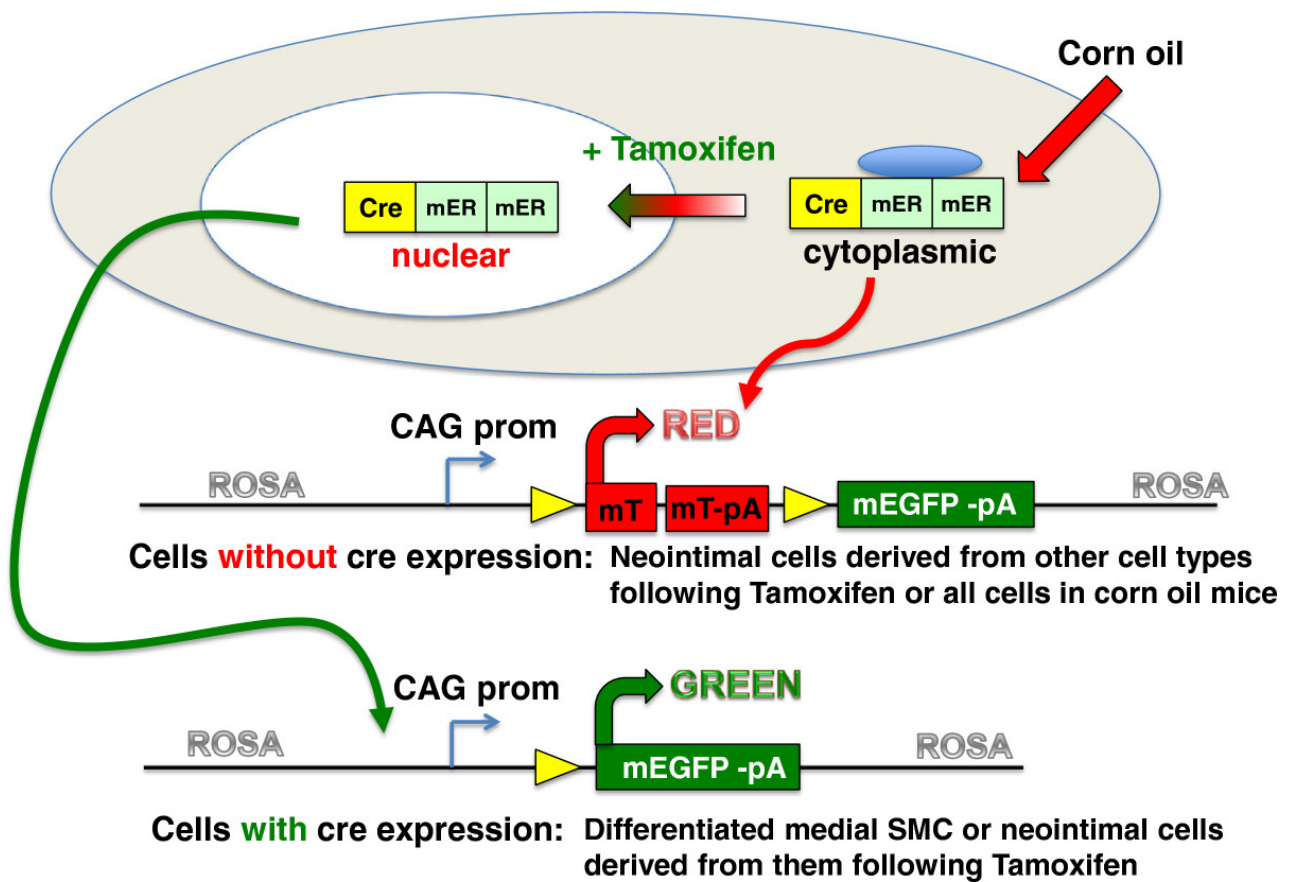 Corn oil
+ Tamoxifen
Cre mER mER
Cre mER mER
nuclear
cytoplasmic
CAG prom
RED
ROSA
ROSA
mT mT-pA mEGFP -pA
Cells without cre expression: Neointimal cells derived from other cell types
following Tamoxifen or all cells in corn oil mice
CAG prom
GREEN
ROSA
ROSA
mEGFP -pA
Cells with cre expression: Differentiated medial SMC or neointimal cells
derived from them following Tamoxifen